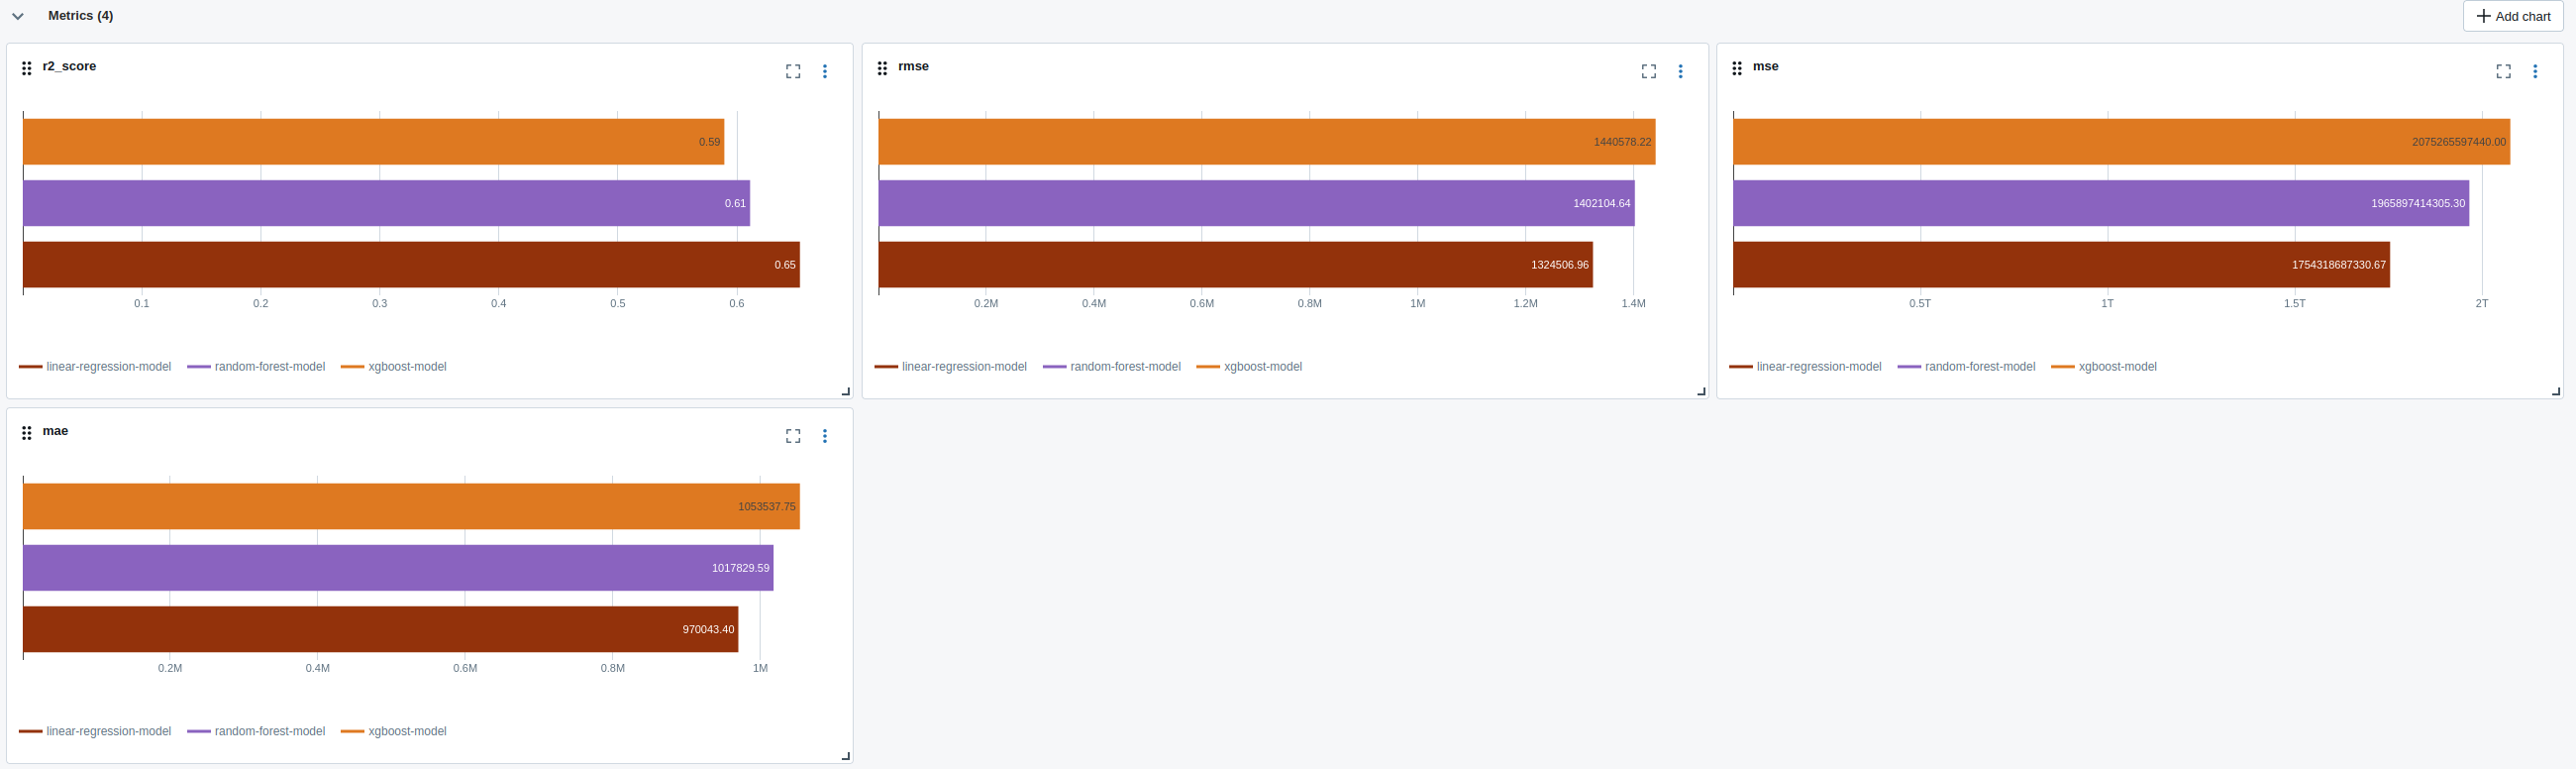 Metrics (4)
Add chart
r2_score
0.59
0.61
0.65
0.1 0.2 0.3 0.4 0.5 0.6
linear-regression-model random-forest-model xgboost-model
rmse
1440578.22
1402104.64
1324506.96
0.2M 0.4M 0.6M 0.8M 1M 1.2M 1.4M
linear-regression-model random-forest-model xgboost-model
mse
2075265597440.00
1965897414305.30
1754318687330.67
0.5T 1T 1.5T 2T
linear-regression-model random-forest-model xgboost-model
mae
1053537.75
1017829.59
970043.40
0.2M 0.4M 0.6M 0.8M 1M
linear-regression-model random-forest-model xgboost-model